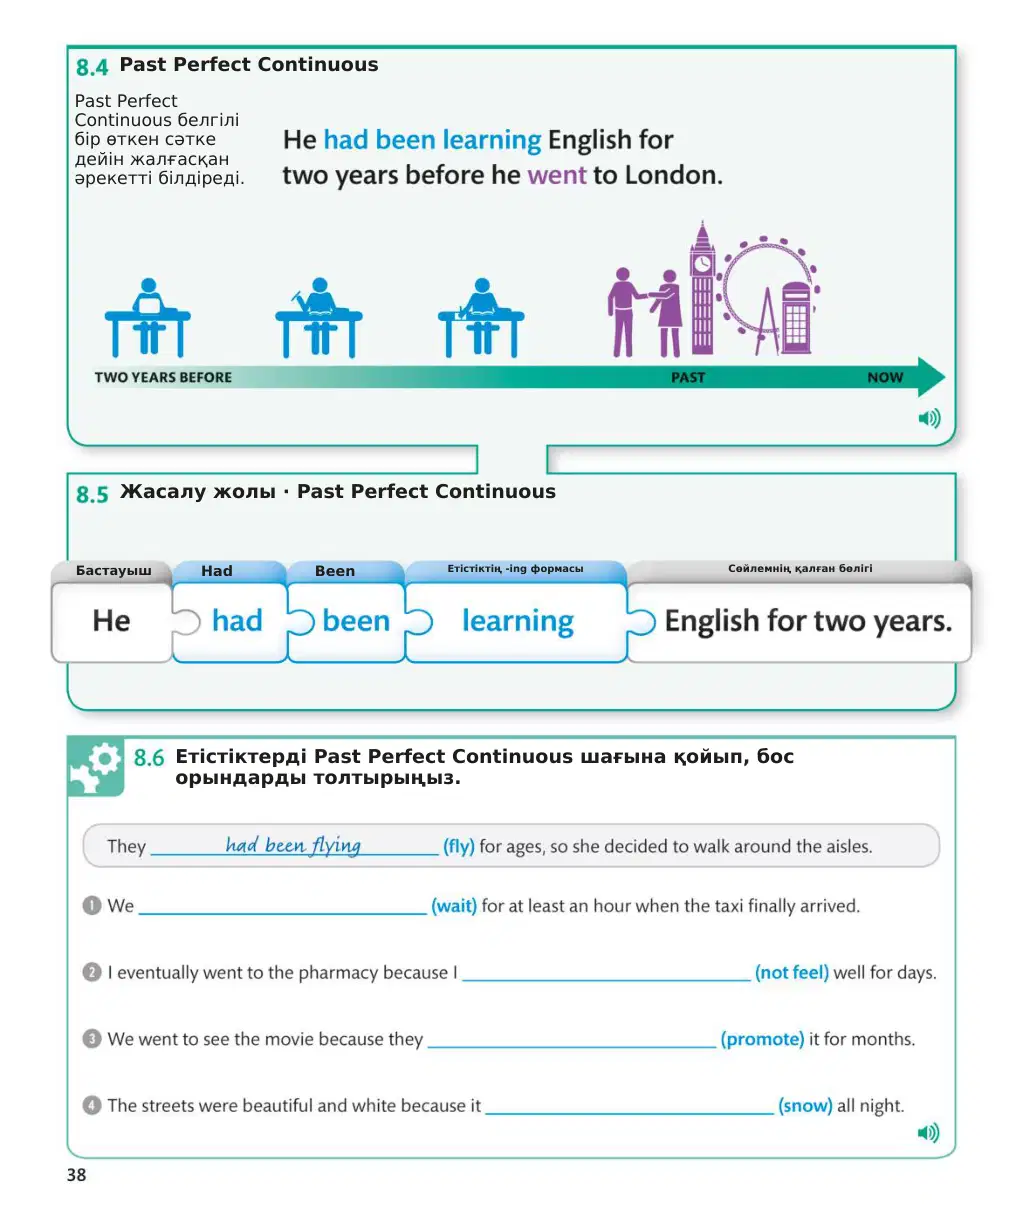 8.4 Past Perfect Continuous
Past Perfect
Continuous белгілі
бір өткен сәтке
дейін жалғасқан
әрекетті білдіреді.
He had been learning English for
two years before he went to London.
TWO YEARS BEFORE
PAST
NOW
8.5 Жасалу жолы · Past Perfect Continuous
Бастауыш
Had
Been
Етістіктің -ing формасы
Сөйлемнің қалған бөлігі
He
had
been
learning
English for two years.
8.6 Етістіктерді Past Perfect Continuous шағына қойып, бос
орындарды толтырыңыз.
They had been flying (fly) for ages, so she decided to walk around the aisles.
1 We (wait) for at least an hour when the taxi finally arrived.
2 I eventually went to the pharmacy because I (not feel) well for days.
3 We went to see the movie because they (promote) it for months.
4 The streets were beautiful and white because it (snow) all night.
38